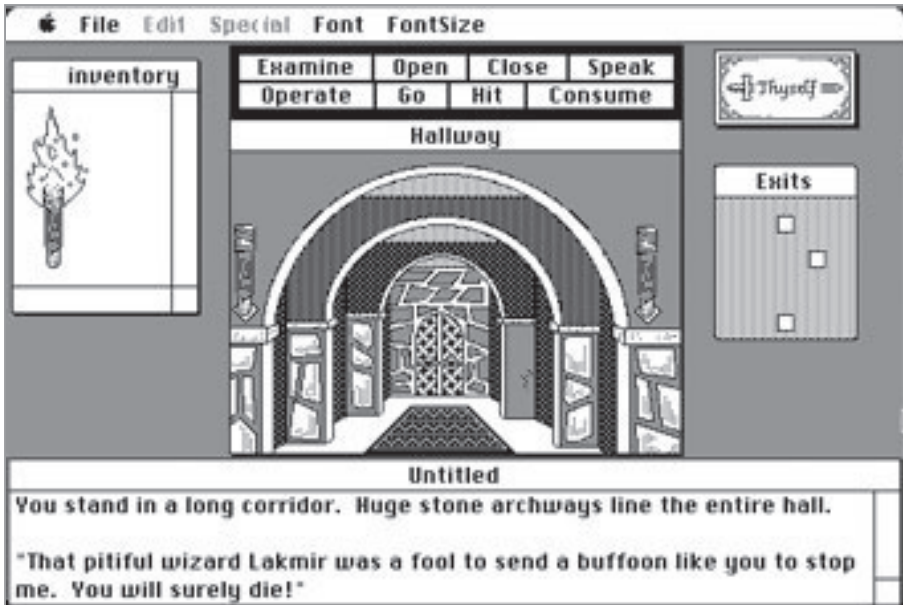 File Edit Special Font FontSize
inventory
Examine Open Close Speak
Operate Go Hit Consume
Thyself
Hallway
Exits
Untitled
You stand in a long corridor. Huge stone archways line the entire hall.
"That pitiful wizard Lakmir was a fool to send a buffoon like you to stop
me. You will surely die!"